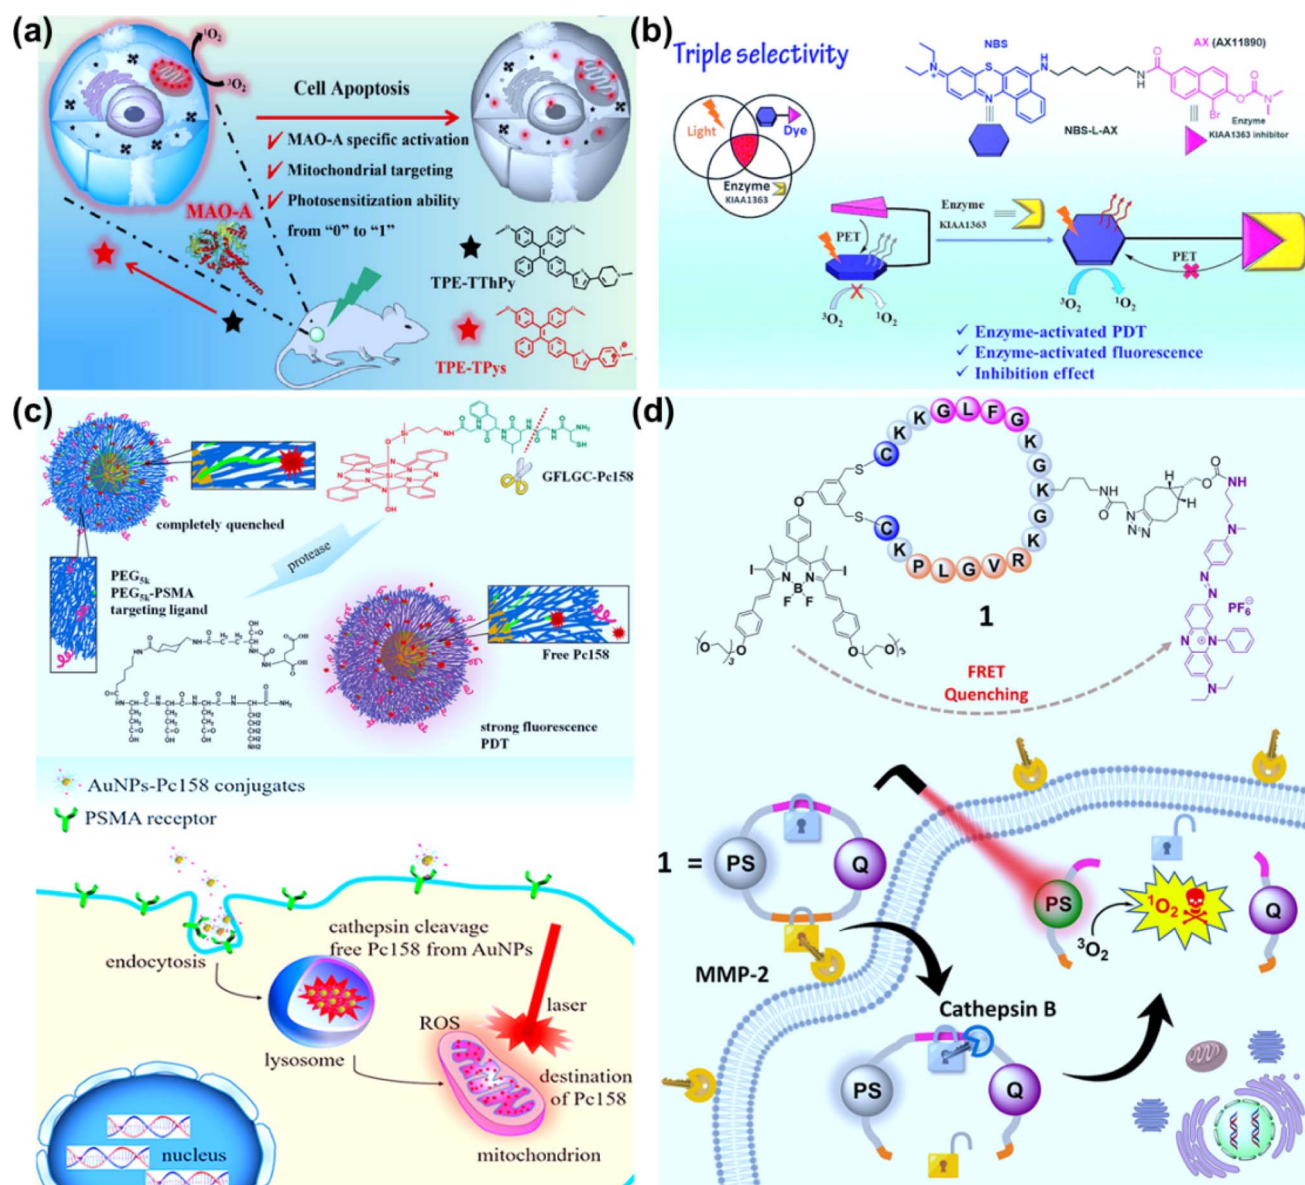 (a)
¹O₂
³O₂
Cell Apoptosis
MAO-A specific activation
Mitochondrial targeting
Photosensitization ability
from “0” to “1”
MAO-A
TPE-TThPy
TPE-TPys
(b)
Triple selectivity
NBS
AX (AX11890)
Light
Dye
Enzyme
KIAA1363
NBS-L-AX
Enzyme
KIAA1363 inhibitor
PET
Enzyme
KIAA1363
PET
³O₂
¹O₂
³O₂
¹O₂
✓ Enzyme-activated PDT
✓ Enzyme-activated fluorescence
✓ Inhibition effect
(c)
completely quenched
GFLGC-Pc158
protease
PEG₅ₖ
PEG₅ₖ-PSMA
targeting ligand
Free Pc158
strong fluorescence
PDT
AuNPs-Pc158 conjugates
PSMA receptor
endocytosis
cathepsin cleavage
free Pc158 from AuNPs
laser
lysosome
ROS
destination
of Pc158
mitochondrion
nucleus
(d)
C K K G L F G K G K G K R V G L P K C
1
PF₆⊖
FRET
Quenching
1 =
PS
Q
MMP-2
Cathepsin B
PS
Q
PS
³O₂
¹O₂
Q